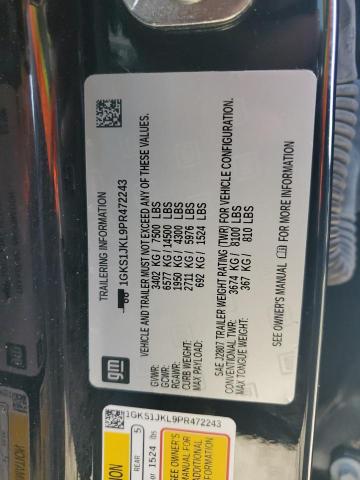 TRAILERING INFORMATION
1GKS1JKL9PR472243
VEHICLE AND TRAILER MUST NOT EXCEED ANY OF THESE VALUES.
GVWR: 3402 KG / 7500 LBS
GCWR: 6577 KG / 14500 LBS
RGAWR: 1950 KG / 4300 LBS
CURB WEIGHT: 2711 KG / 5976 LBS
MAX PAYLOAD: 692 KG / 1524 LBS
SAE J2807 TRAILER WEIGHT RATING (TWR) FOR VEHICLE CONFIGURATION.
CONVENTIONAL TWR: 3674 KG / 8100 LBS
MAX TONGUE WEIGHT: 367 KG / 810 LBS
SEE OWNER'S MANUAL FOR MORE INFORMATION
gm
1GKS1JKL9PR472243
REAR 5
or 1524 lbs
SEE OWNER'S
MANUAL FOR
ADDITIONAL
INFORMATION